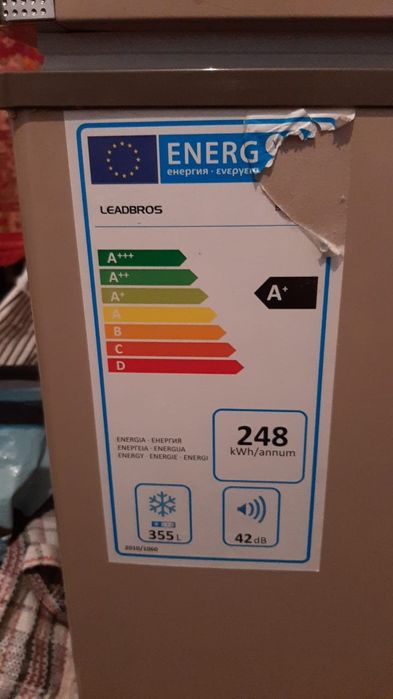 ENERG
енергия · ενεργεια
LEADBROS
A+++
A++
A+
A
B
C
D
A+
ENERGIA · ЕНЕРГИЯ
ΕΝΕΡΓΕΙΑ · ENERGIJA
ENERGY · ENERGIE · ENERGI
248
kWh/annum
355 L
42 dB
2010/1060